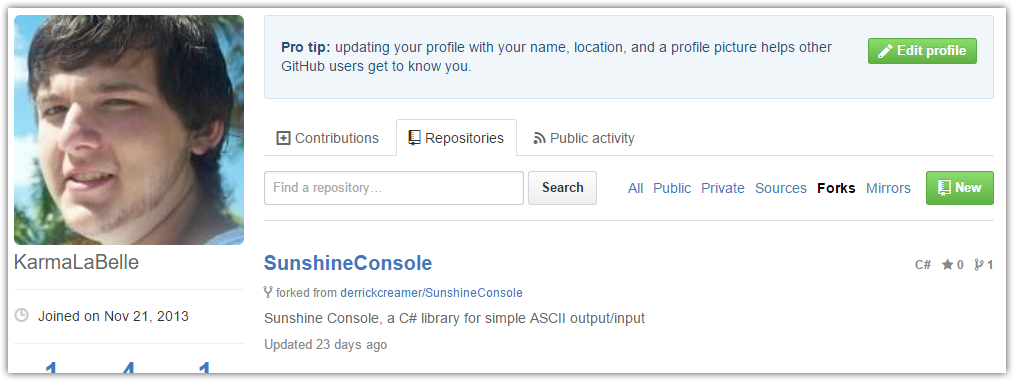 Pro tip: updating your profile with your name, location, and a profile picture helps other
GitHub users get to know you.
Edit profile
Contributions Repositories Public activity
Find a repository… Search All Public Private Sources Forks Mirrors New
KarmaLaBelle
SunshineConsole C# 0 1
forked from derrickcreamer/SunshineConsole
Joined on Nov 21, 2013
Sunshine Console, a C# library for simple ASCII output/input
Updated 23 days ago
1 4 1